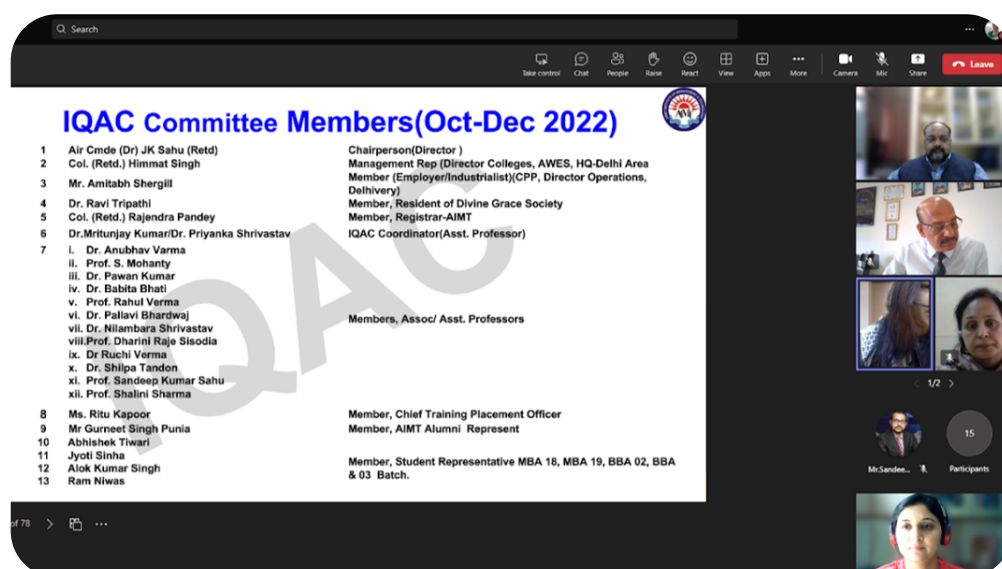 Search
Take control Chat People Raise React View Apps More Camera Mic Share Leave
IQAC Committee Members(Oct-Dec 2022)
AIMT
1 Air Cmde (Dr) JK Sahu (Retd) Chairperson(Director )
2 Col. (Retd.) Himmat Singh Management Rep (Director Colleges, AWES, HQ-Delhi Area
3 Mr. Amitabh Shergill Member (Employer/Industrialist)(CPP, Director Operations,
Delhivery)
4 Dr. Ravi Tripathi Member, Resident of Divine Grace Society
5 Col. (Retd.) Rajendra Pandey Member, Registrar-AIMT
6 Dr.Mritunjay Kumar/Dr. Priyanka Shrivastav IQAC Coordinator(Asst. Professor)
7 i. Dr. Anubhav Varma
ii. Prof. S. Mohanty
iii. Dr. Pawan Kumar
iv. Dr. Babita Bhati
v. Prof. Rahul Verma
vi. Dr. Pallavi Bhardwaj
Members, Assoc/ Asst. Professors
vii. Dr. Nilambara Shrivastav
viii.Prof. Dharini Raje Sisodia
ix. Dr Ruchi Verma
x. Dr. Shilpa Tandon
xi. Prof. Sandeep Kumar Sahu
xii. Prof. Shalini Sharma
8 Ms. Ritu Kapoor Member, Chief Training Placement Officer
9 Mr Gurneet Singh Punia Member, AIMT Alumni Represent
10 Abhishek Tiwari
11 Jyoti Sinha
12 Alok Kumar Singh
13 Ram Niwas
Member, Student Representative MBA 18, MBA 19, BBA 02, BBA
& 03 Batch.
IQAC
1/2
15
Mr.Sandee... Participants
of 78